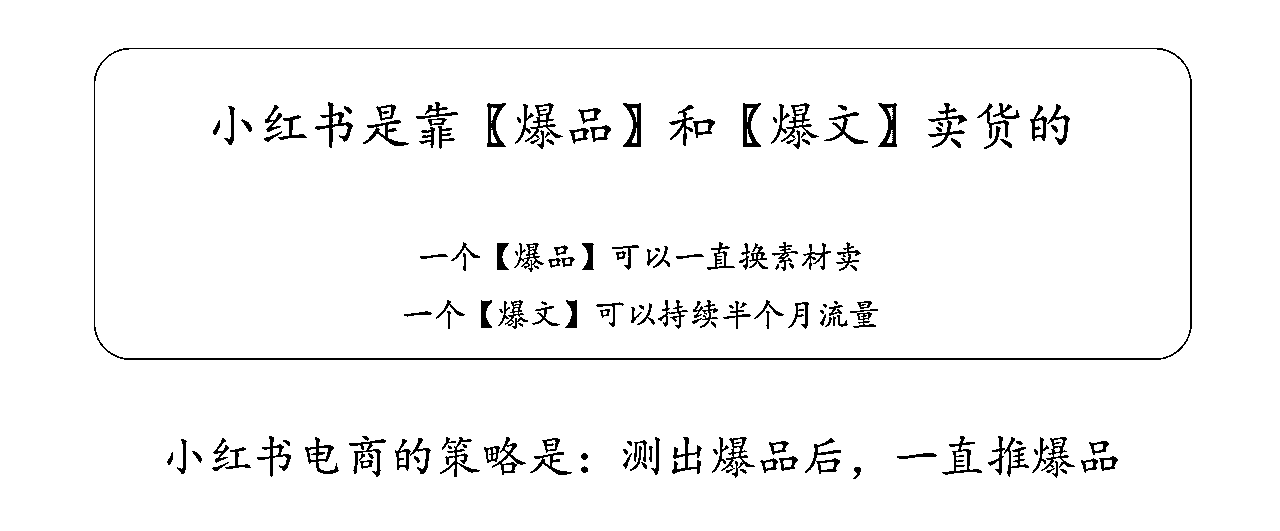 小红书是靠【爆品】和【爆文】卖货的
一个【爆品】可以一直换素材卖
一个【爆文】可以持续半个月流量
小红书电商的策略是：测出爆品后，一直推爆品